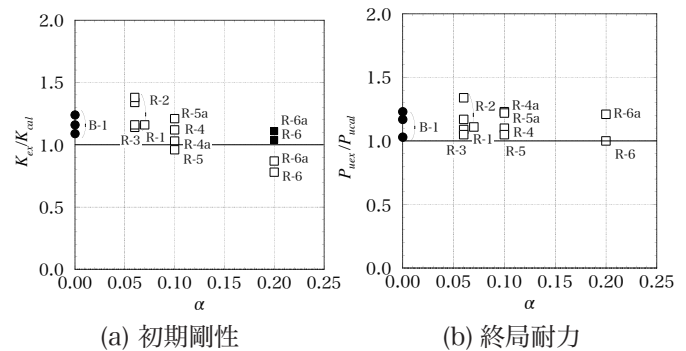 2.0
1.5
1.0
0.5
0.0
K_ex/K_cal
B-1
R-2
R-3
R-1
R-5a
R-4
R-4a
R-5
R-6a
R-6
R-6a
R-6
0.00 0.05 0.10 0.15 0.20 0.25
α
(a) 初期剛性
2.0
1.5
1.0
0.5
0.0
P_uex/P_ucal
B-1
R-2
R-3
R-1
R-4a
R-5a
R-4
R-5
R-6a
R-6
0.00 0.05 0.10 0.15 0.20 0.25
α
(b) 終局耐力